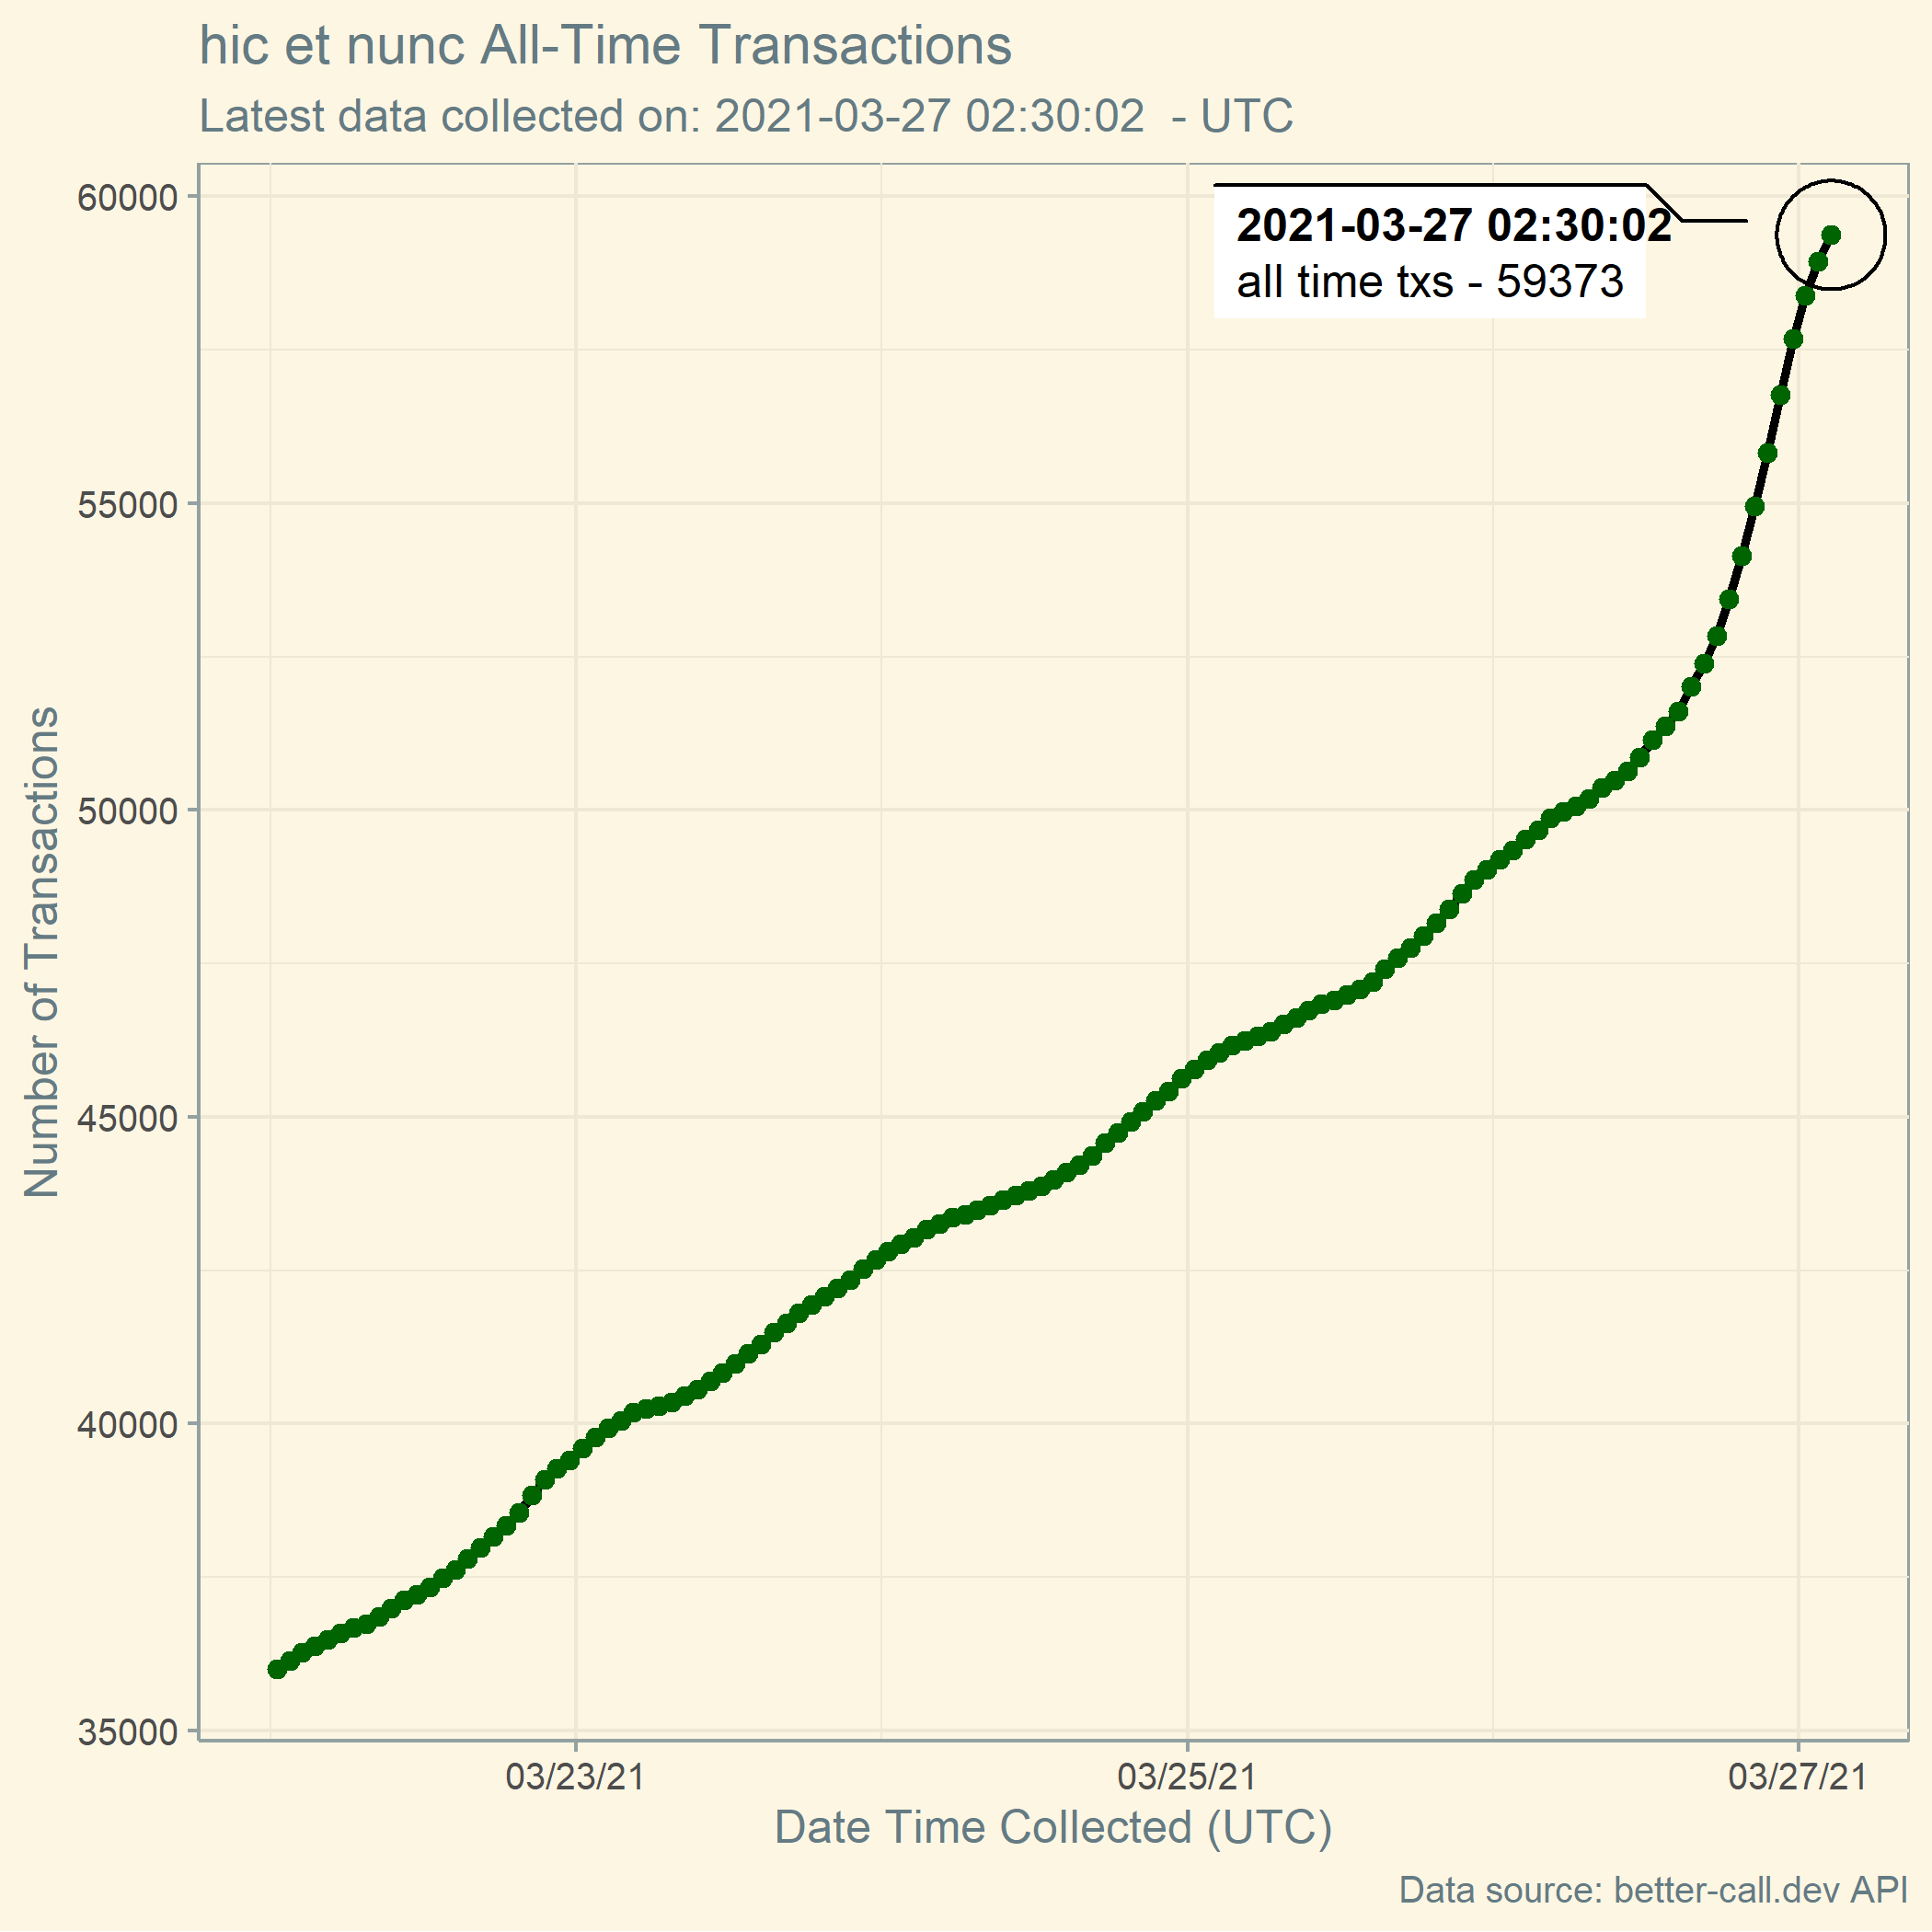 hic et nunc All-Time Transactions
Latest data collected on: 2021-03-27 02:30:02  - UTC
2021-03-27 02:30:02
all time txs - 59373
60000
55000
50000
45000
40000
35000
Number of Transactions
03/23/21
03/25/21
03/27/21
Date Time Collected (UTC)
Data source: better-call.dev API